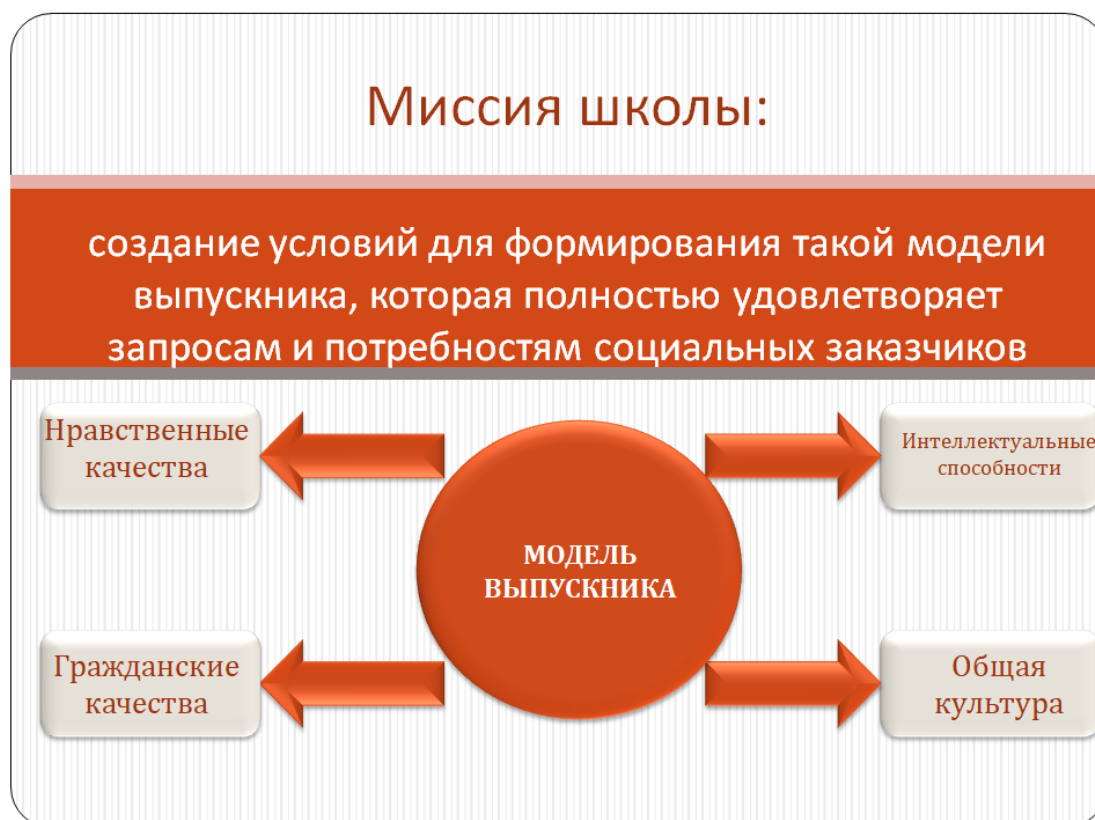 Миссия школы:
создание условий для формирования такой модели
выпускника, которая полностью удовлетворяет
запросам и потребностям социальных заказчиков
Нравственные
качества
Интеллектуальные
способности
МОДЕЛЬ
ВЫПУСКНИКА
Гражданские
качества
Общая
культура